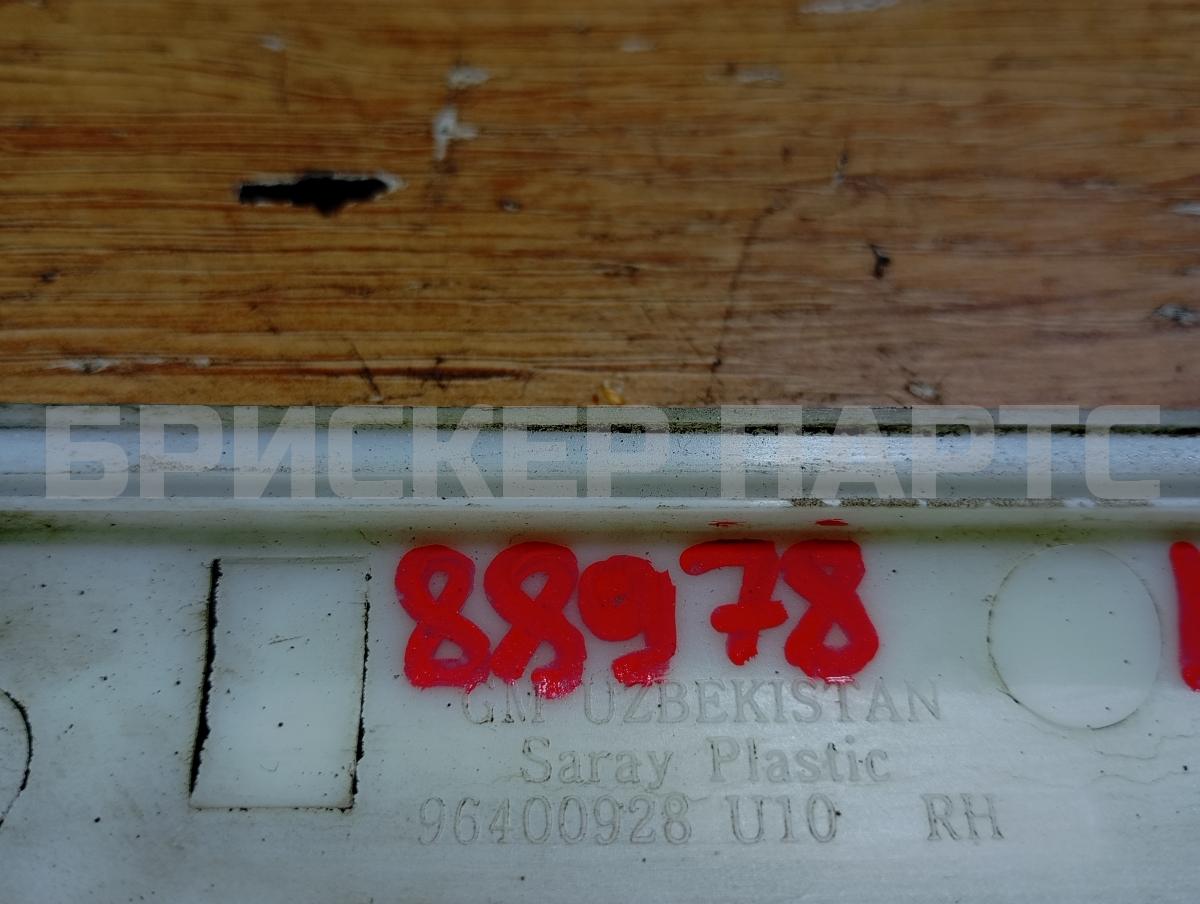 БРИСКЕР ПАРТС
88978
GM UZBEKISTAN
Saray Plastic
96400928 U10 RH